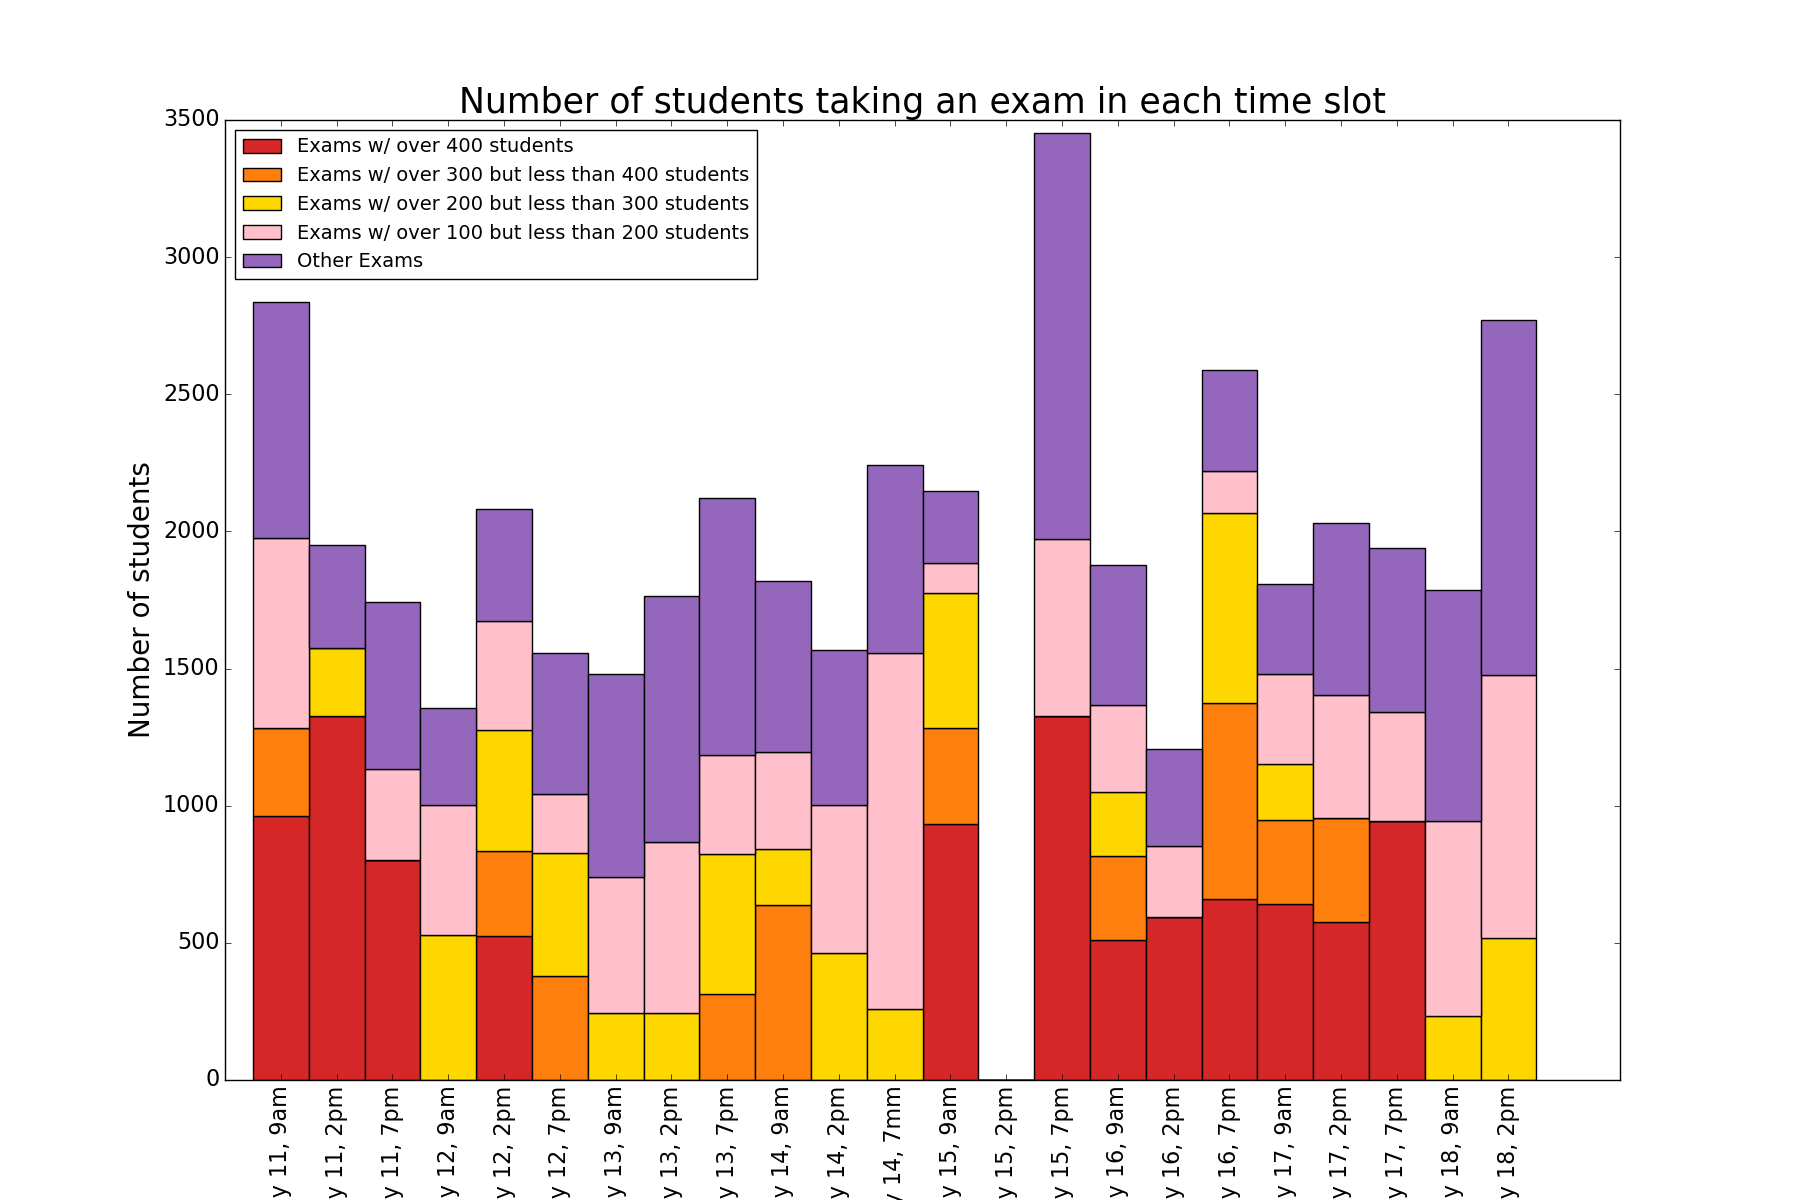 Number of students taking an exam in each time slot
3500
3000
2500
2000
1500
1000
500
0
Number of students
Exams w/ over 400 students
Exams w/ over 300 but less than 400 students
Exams w/ over 200 but less than 300 students
Exams w/ over 100 but less than 200 students
Other Exams
y 11, 9am
y 11, 2pm
y 11, 7pm
y 12, 9am
y 12, 2pm
y 12, 7pm
y 13, 9am
y 13, 2pm
y 13, 7pm
y 14, 9am
y 14, 2pm
y 14, 7mm
y 15, 9am
y 15, 2pm
y 15, 7pm
y 16, 9am
y 16, 2pm
y 16, 7pm
y 17, 9am
y 17, 2pm
y 17, 7pm
y 18, 9am
y 18, 2pm